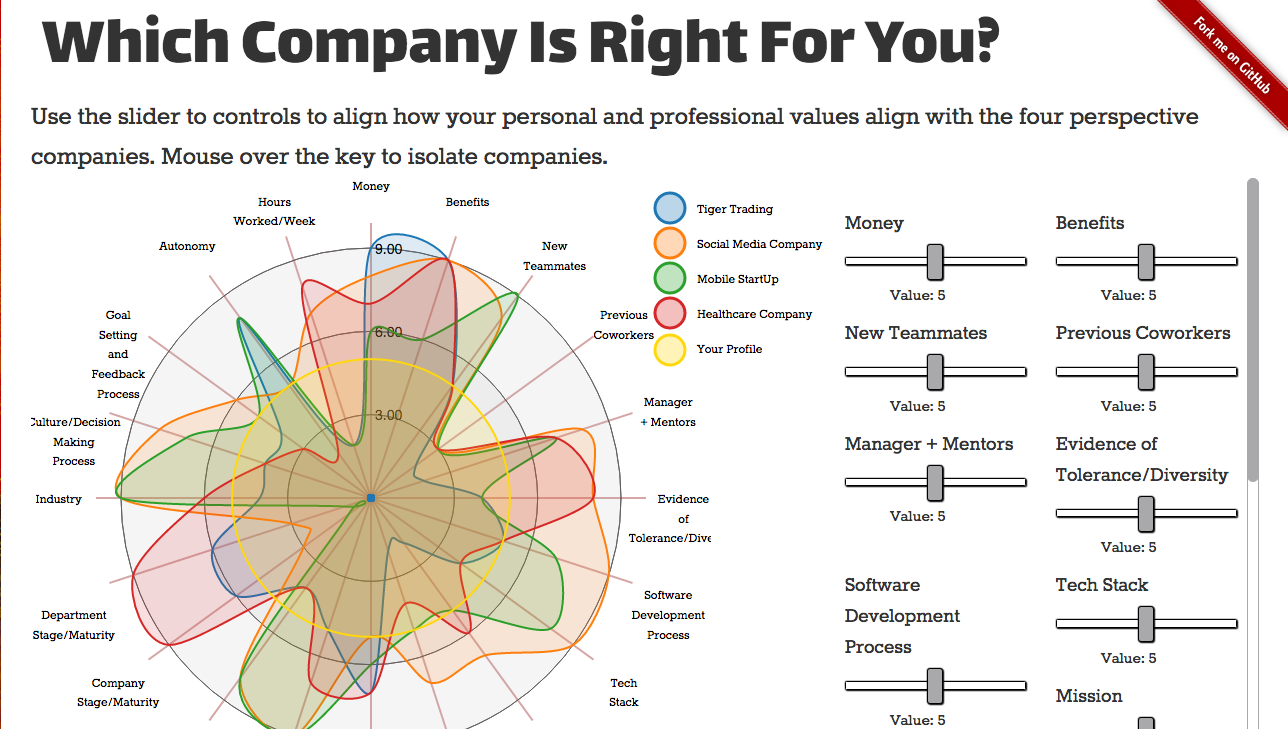 Which Company Is Right For You?
Fork me on GitHub
Use the slider to controls to align how your personal and professional values align with the four perspective
companies. Mouse over the key to isolate companies.
Money
Benefits
New
Teammates
Previous
Coworkers
Manager
+ Mentors
Evidence
of
Tolerance/Dive
Software
Development
Process
Tech
Stack
Company
Stage/Maturity
Department
Stage/Maturity
Industry
Culture/Decision
Making
Process
Goal
Setting
and
Feedback
Process
Autonomy
Hours
Worked/Week
9.00
6.00
3.00
Tiger Trading
Social Media Company
Mobile StartUp
Healthcare Company
Your Profile
Money
Value: 5
Benefits
Value: 5
New Teammates
Value: 5
Previous Coworkers
Value: 5
Manager + Mentors
Value: 5
Evidence of
Tolerance/Diversity
Value: 5
Software
Development
Process
Value: 5
Tech Stack
Value: 5
Mission